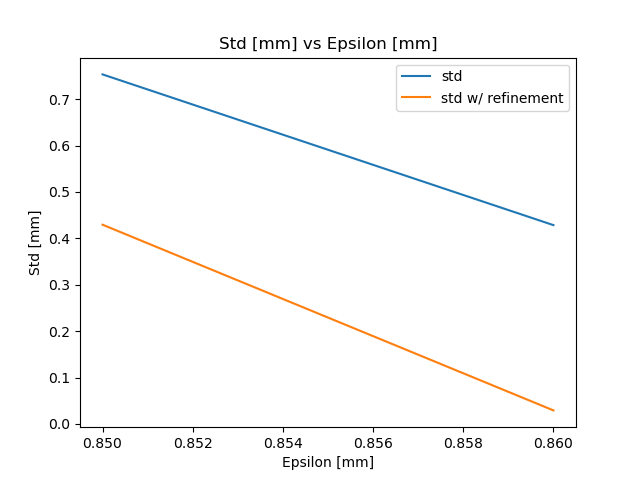 Std [mm] vs Epsilon [mm]
std
std w/ refinement
Std [mm]
0.7
0.6
0.5
0.4
0.3
0.2
0.1
0.0
0.850 0.852 0.854 0.856 0.858 0.860
Epsilon [mm]